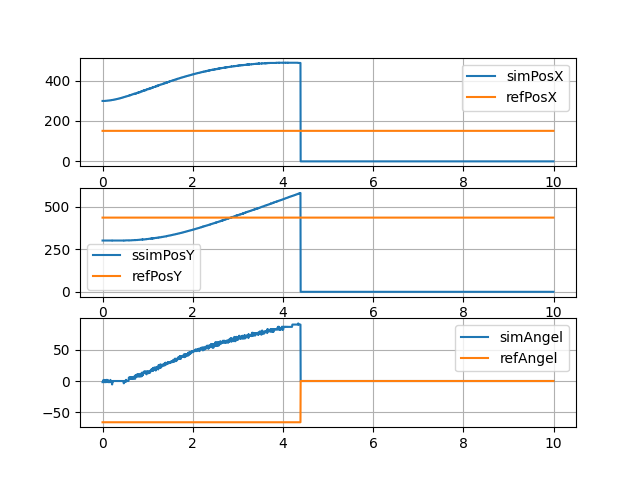 400
200
0
simPosX
refPosX
0 2 4 6 8 10
500
250
0
ssimPosY
refPosY
0 2 4 6 8 10
50
0
−50
simAngel
refAngel
0 2 4 6 8 10